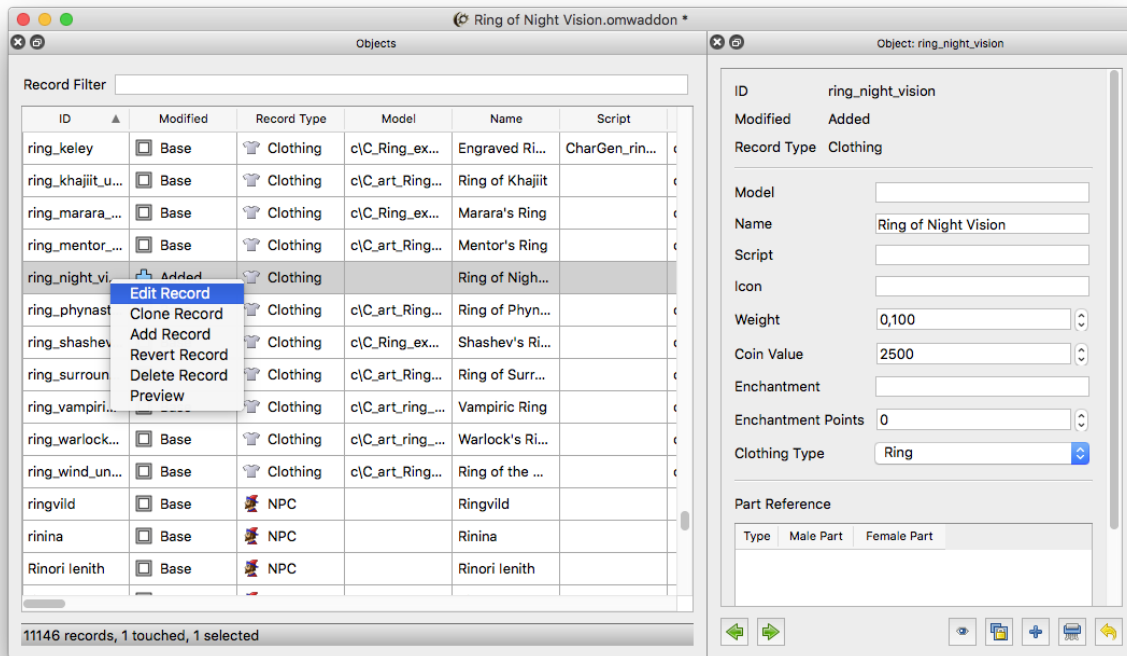 Ring of Night Vision.omwaddon *
Objects
Record Filter
ID Modified Record Type Model Name Script
ring_keley Base Clothing c\C_Ring_ex... Engraved Ri... CharGen_rin...
ring_khajiit_u... Base Clothing c\C_art_Ring... Ring of Khajiit
ring_marara_... Base Clothing c\C_Ring_ex... Marara's Ring
ring_mentor_... Base Clothing c\C_Ring_ex... Mentor's Ring
ring_night_vi... Added Clothing Ring of Nigh...
ring_phynast Clothing c\C_art_Ring... Ring of Phyn...
ring_shashev Clothing c\C_Ring_ex... Shashev's Ri...
ring_surroun Clothing c\C_art_Ring... Ring of Surr...
ring_vampiri... Base Clothing c\C_art_ring_... Vampiric Ring
ring_warlock... Base Clothing c\C_art_ring_... Warlock's Ri...
ring_wind_un... Base Clothing c\C_art_Ring... Ring of the ...
ringvild Base NPC Ringvild
rinina Base NPC Rinina
Rinori Ienith Base NPC Rinori Ienith
Edit Record
Clone Record
Add Record
Revert Record
Delete Record
Preview
11146 records, 1 touched, 1 selected
Object: ring_night_vision
ID ring_night_vision
Modified Added
Record Type Clothing
Model
Name Ring of Night Vision
Script
Icon
Weight 0,100
Coin Value 2500
Enchantment
Enchantment Points 0
Clothing Type Ring
Part Reference
Type Male Part Female Part